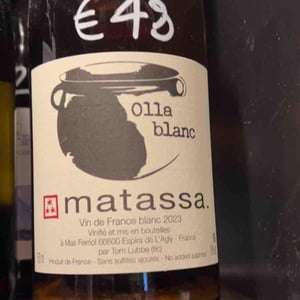 € 48
olla
blanc
matassa.
Vin de France blanc 2023
Vinifié et mis en bouteilles
à Mas Ferriol 66600 Espira de L'Agly - France
par Tom Lubbe (tlc)
Produit de France - Sans sulfites ajoutés - No added sulphites